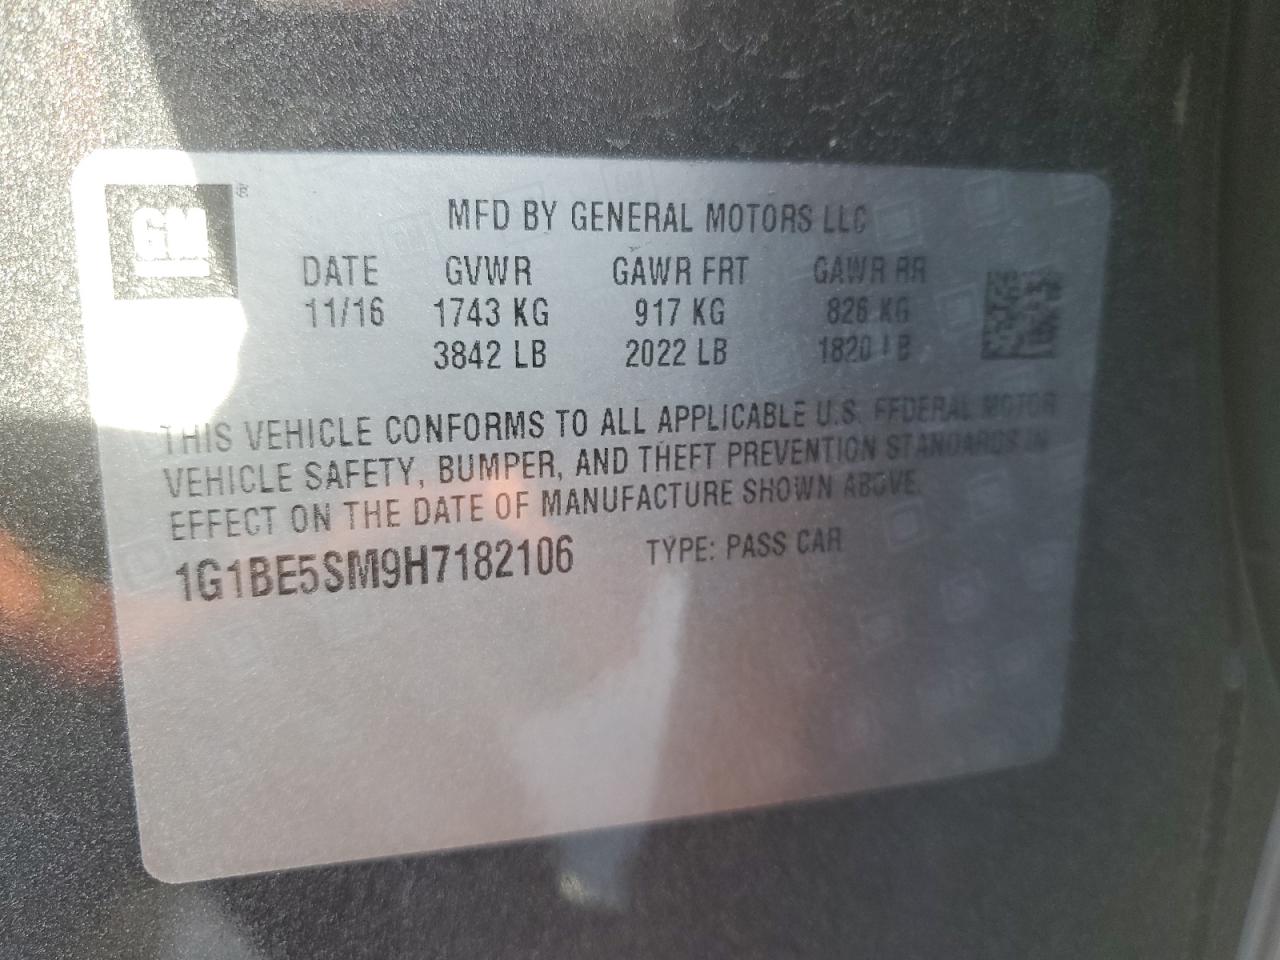 GM ®
MFD BY GENERAL MOTORS LLC
DATE GVWR GAWR FRT GAWR RR
11/16 1743 KG 917 KG 826 KG
3842 LB 2022 LB 1820 LB
THIS VEHICLE CONFORMS TO ALL APPLICABLE U.S. FEDERAL MOTOR
VEHICLE SAFETY, BUMPER, AND THEFT PREVENTION STANDARDS IN
EFFECT ON THE DATE OF MANUFACTURE SHOWN ABOVE.
1G1BE5SM9H7182106 TYPE: PASS CAR